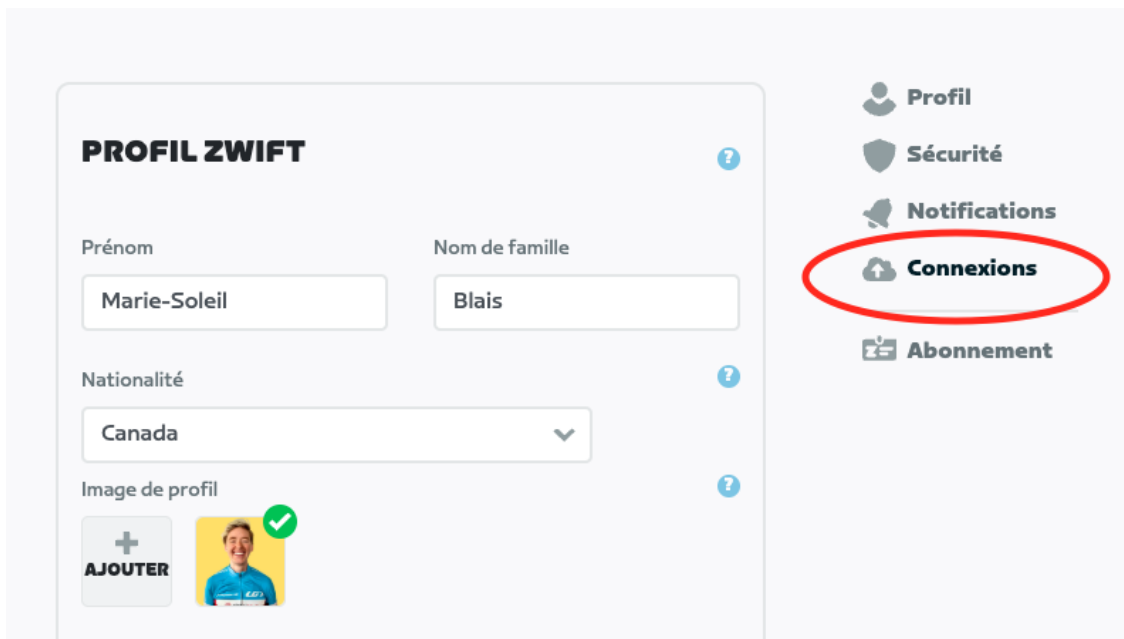 PROFIL ZWIFT
?
Prénom
Nom de famille
Marie-Soleil
Blais
Nationalité
?
Canada
Image de profil
?
+
AJOUTER
Profil
Sécurité
Notifications
Connexions
Abonnement